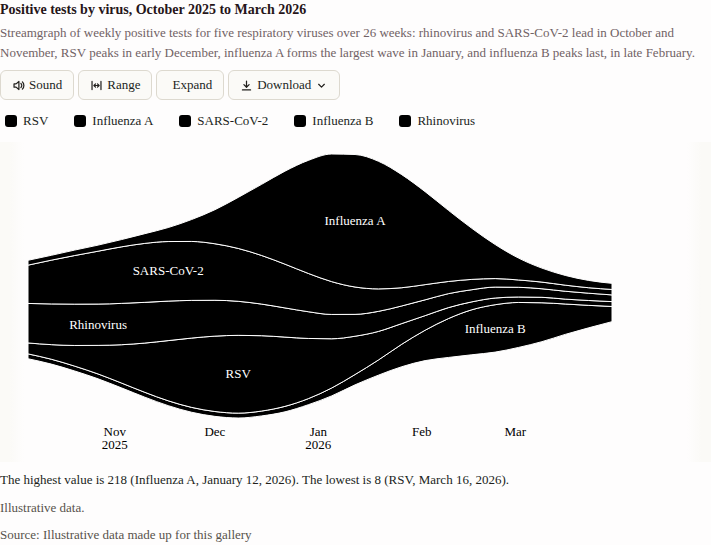 Positive tests by virus, October 2025 to March 2026
Streamgraph of weekly positive tests for five respiratory viruses over 26 weeks: rhinovirus and SARS-CoV-2 lead in October and
November, RSV peaks in early December, influenza A forms the largest wave in January, and influenza B peaks last, in late February.
Sound Range Expand Download
RSV Influenza A SARS-CoV-2 Influenza B Rhinovirus
Influenza A
SARS-CoV-2
Rhinovirus
Influenza B
RSV
Nov Dec Jan Feb Mar
2025 2026
The highest value is 218 (Influenza A, January 12, 2026). The lowest is 8 (RSV, March 16, 2026).
Illustrative data.
Source: Illustrative data made up for this gallery